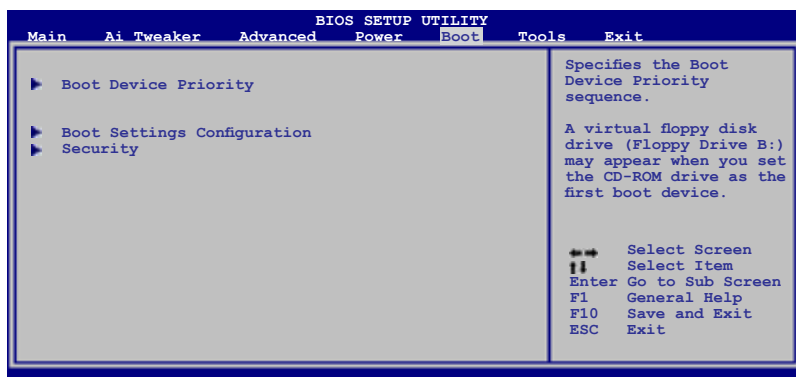 BIOS SETUP UTILITY
Main Ai Tweaker Advanced Power Boot Tools Exit
Boot Device Priority
Boot Settings Configuration
Security
Specifies the Boot
Device Priority
sequence.
A virtual floppy disk
drive (Floppy Drive B:)
may appear when you set
the CD-ROM drive as the
first boot device.
Select Screen
Select Item
Enter Go to Sub Screen
F1 General Help
F10 Save and Exit
ESC Exit